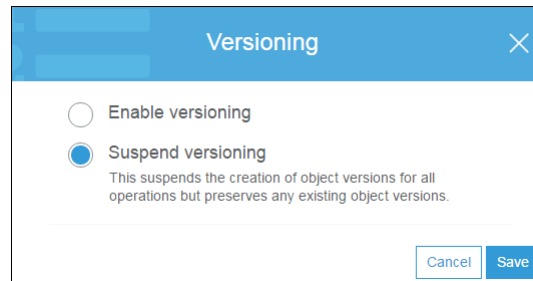 Versioning
Enable versioning
Suspend versioning
This suspends the creation of object versions for all
operations but preserves any existing object versions.
Cancel
Save